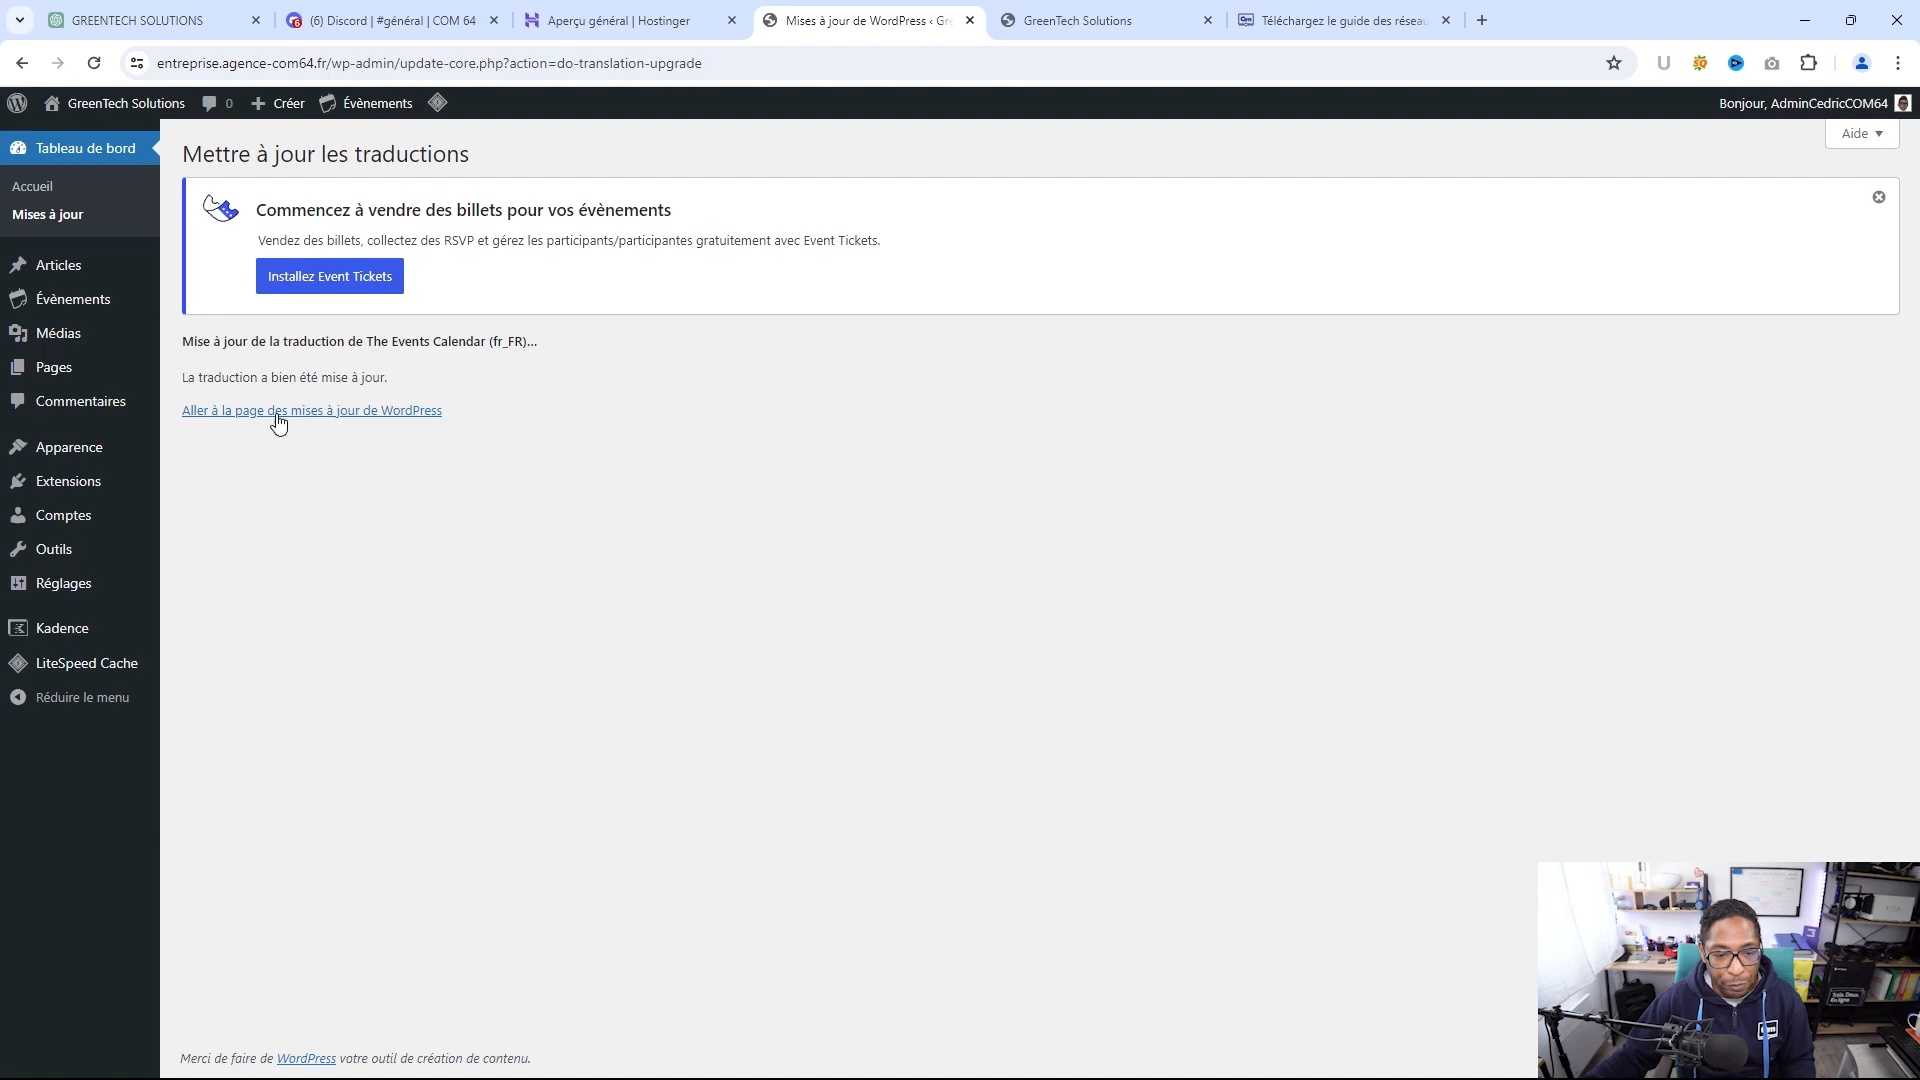 GREENTECH SOLUTIONS
(6) Discord | #général | COM 64
Aperçu général | Hostinger
Mises à jour de WordPress ‹ Gre
GreenTech Solutions
Téléchargez le guide des réseau
entreprise.agence-com64.fr/wp-admin/update-core.php?action=do-translation-upgrade
GreenTech Solutions
0
Créer
Évènements
Bonjour, AdminCedricCOM64
Tableau de bord
Accueil
Mises à jour
Articles
Évènements
Médias
Pages
Commentaires
Apparence
Extensions
Comptes
Outils
Réglages
Kadence
LiteSpeed Cache
Réduire le menu
Aide
Mettre à jour les traductions
Commencez à vendre des billets pour vos évènements
Vendez des billets, collectez des RSVP et gérez les participants/participantes gratuitement avec Event Tickets.
Installez Event Tickets
Mise à jour de la traduction de The Events Calendar (fr_FR)…
La traduction a bien été mise à jour.
Aller à la page des mises à jour de WordPress
Merci de faire de WordPress votre outil de création de contenu.